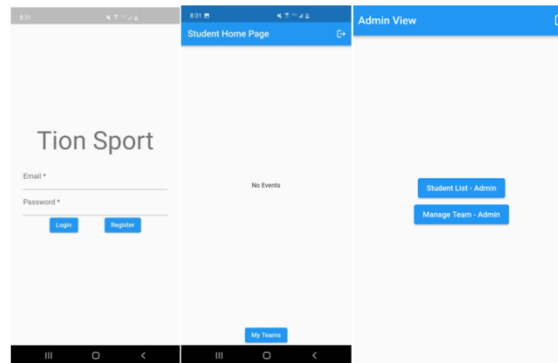 8:31
Tion Sport
Email *
Password *
Login
Register
8:31
Student Home Page
No Events
My Teams
Admin View
Student List - Admin
Manage Team - Admin